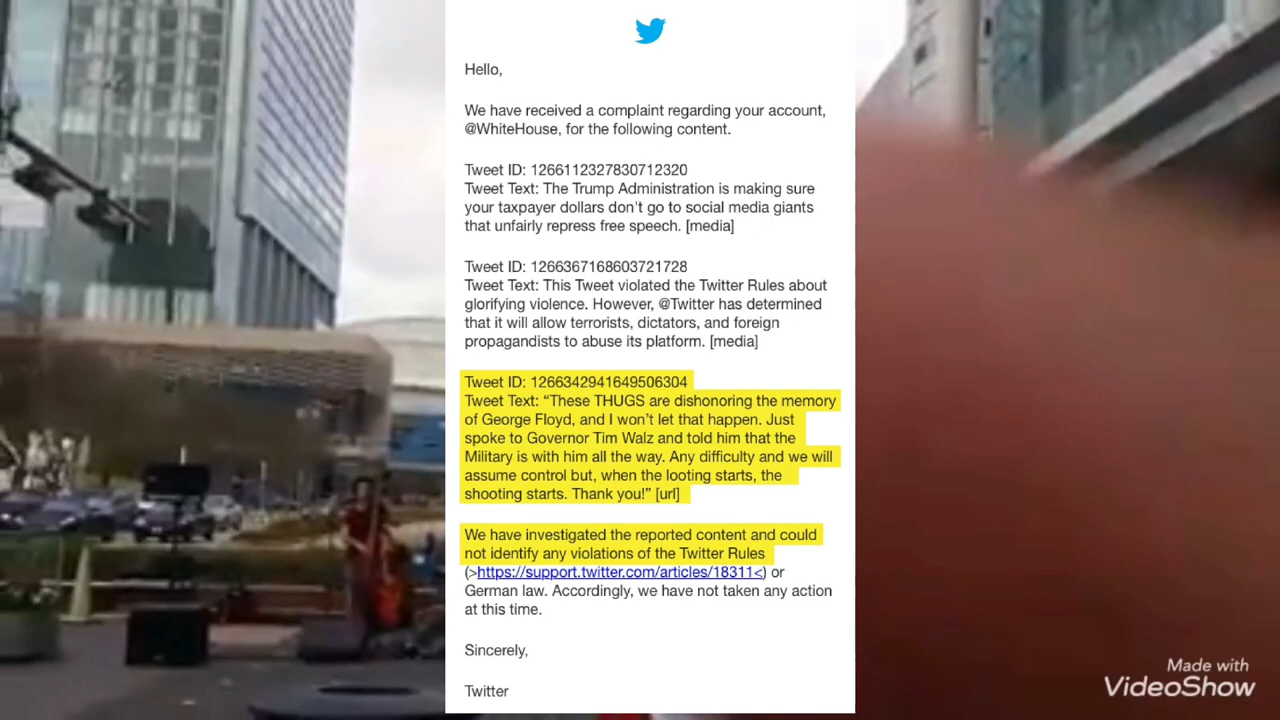 Hello,
We have received a complaint regarding your account,
@WhiteHouse, for the following content.
Tweet ID: 1266112327830712320
Tweet Text: The Trump Administration is making sure
your taxpayer dollars don't go to social media giants
that unfairly repress free speech. [media]
Tweet ID: 1266367168603721728
Tweet Text: This Tweet violated the Twitter Rules about
glorifying violence. However, @Twitter has determined
that it will allow terrorists, dictators, and foreign
propagandists to abuse its platform. [media]
Tweet ID: 1266342941649506304
Tweet Text: “These THUGS are dishonoring the memory
of George Floyd, and I won’t let that happen. Just
spoke to Governor Tim Walz and told him that the
Military is with him all the way. Any difficulty and we will
assume control but, when the looting starts, the
shooting starts. Thank you!” [url]
We have investigated the reported content and could
not identify any violations of the Twitter Rules
(>https://support.twitter.com/articles/18311<) or
German law. Accordingly, we have not taken any action
at this time.
Sincerely,
Twitter
Made with
VideoShow